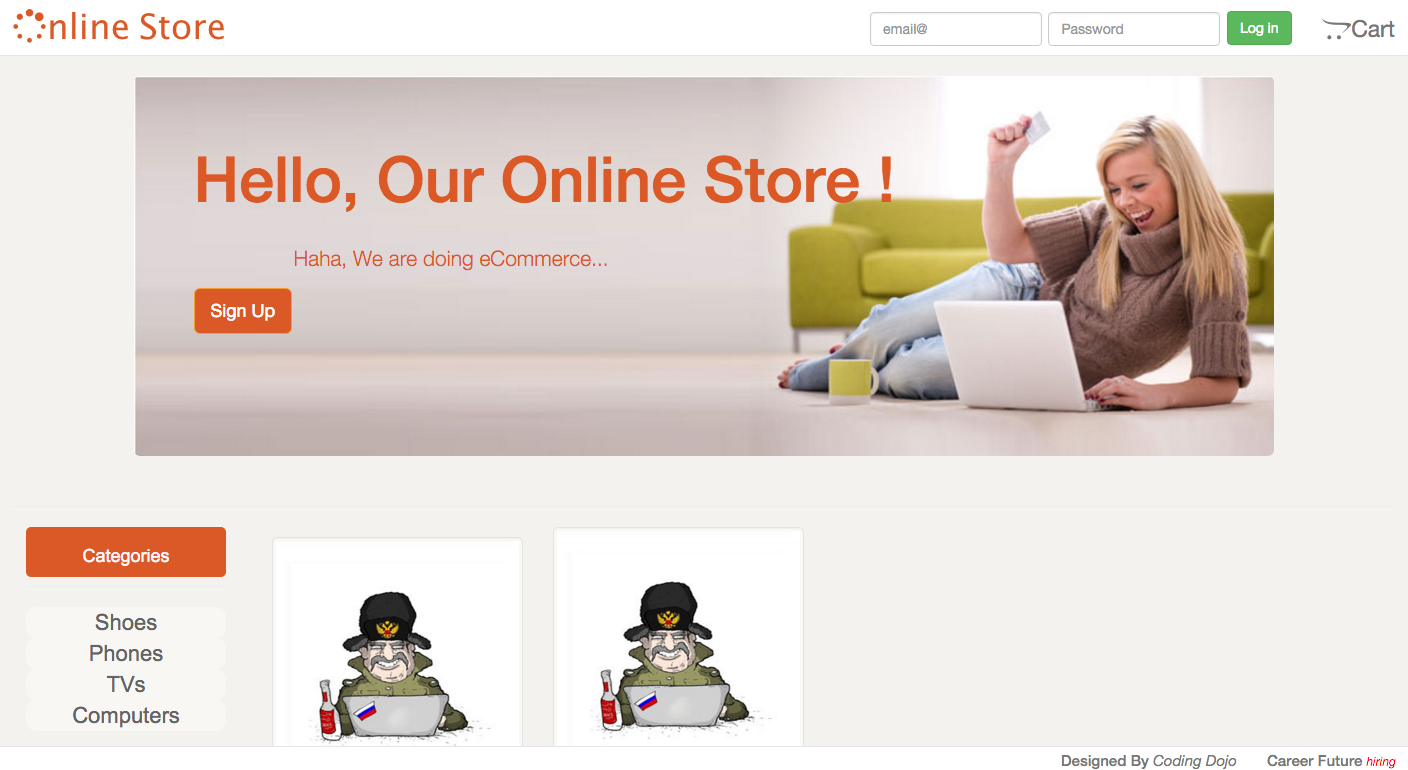 Online Store
email@
Password
Log in
Cart
Hello, Our Online Store !
Haha, We are doing eCommerce...
Sign Up
Categories
Shoes
Phones
TVs
Computers
Designed By Coding Dojo
Career Future hiring